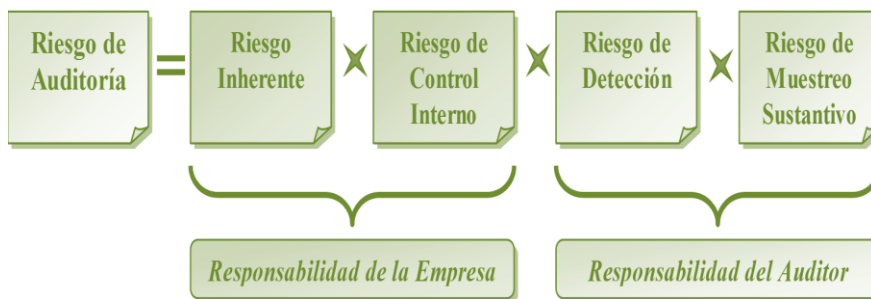 Riesgo de
Auditoría
=
Riesgo
Inherente
×
Riesgo de
Control
Interno
×
Riesgo de
Detección
×
Riesgo de
Muestreo
Sustantivo
Responsabilidad de la Empresa
Responsabilidad del Auditor